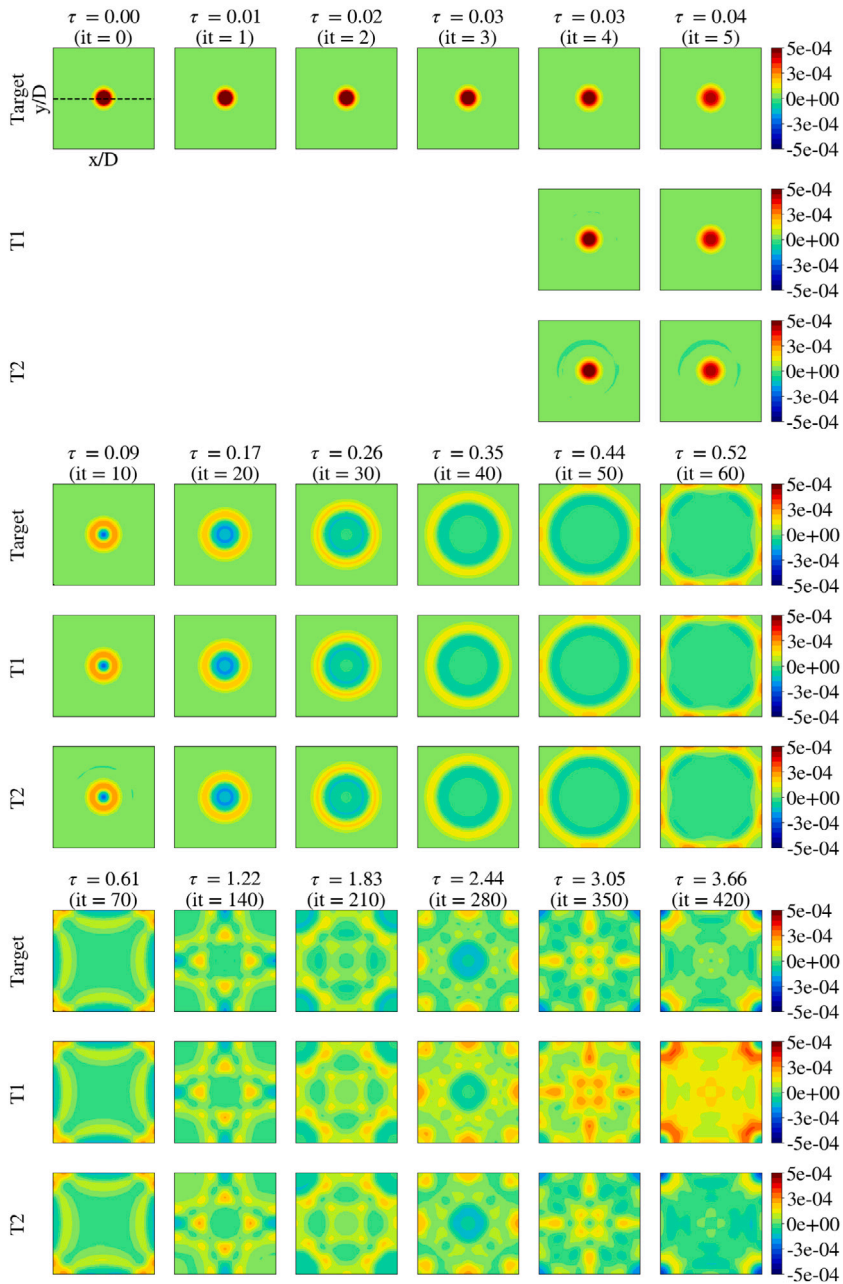 τ = 0.00 τ = 0.01 τ = 0.02 τ = 0.03 τ = 0.03 τ = 0.04
(it = 0) (it = 1) (it = 2) (it = 3) (it = 4) (it = 5)
Target
y/D
x/D
5e-04
3e-04
0e+00
-3e-04
-5e-04
T1
5e-04
3e-04
0e+00
-3e-04
-5e-04
T2
5e-04
3e-04
0e+00
-3e-04
-5e-04
τ = 0.09 τ = 0.17 τ = 0.26 τ = 0.35 τ = 0.44 τ = 0.52
(it = 10) (it = 20) (it = 30) (it = 40) (it = 50) (it = 60)
Target
5e-04
3e-04
0e+00
-3e-04
-5e-04
T1
5e-04
3e-04
0e+00
-3e-04
-5e-04
T2
5e-04
3e-04
0e+00
-3e-04
-5e-04
τ = 0.61 τ = 1.22 τ = 1.83 τ = 2.44 τ = 3.05 τ = 3.66
(it = 70) (it = 140) (it = 210) (it = 280) (it = 350) (it = 420)
Target
5e-04
3e-04
0e+00
-3e-04
-5e-04
T1
5e-04
3e-04
0e+00
-3e-04
-5e-04
T2
5e-04
3e-04
0e+00
-3e-04
-5e-04